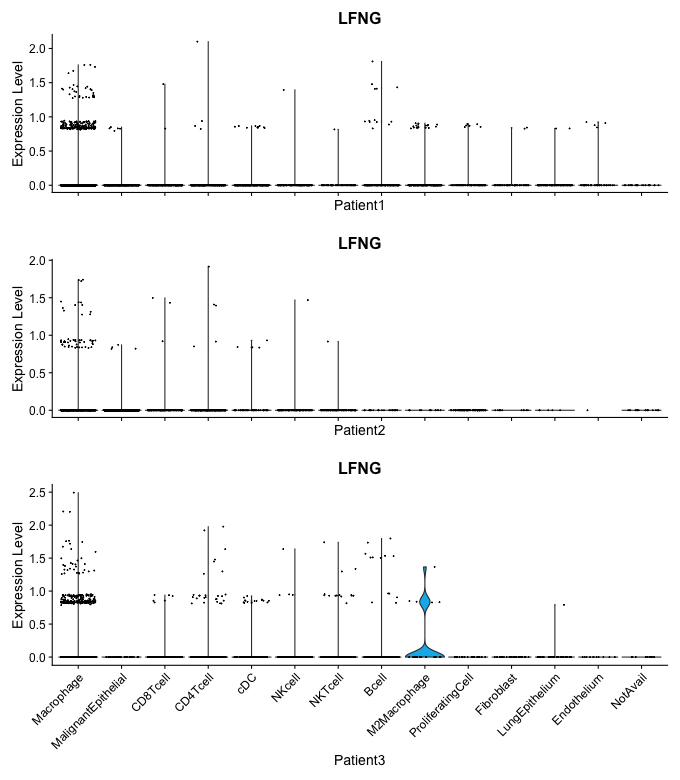 LFNG
Expression Level
2.0
1.5
1.0
0.5
0.0
Patient1
LFNG
Expression Level
2.0
1.5
1.0
0.5
0.0
Patient2
LFNG
Expression Level
2.5
2.0
1.5
1.0
0.5
0.0
Macrophage
MalignantEpithelial
CD8Tcell
CD4Tcell
cDC
NKcell
NKTcell
Bcell
M2Macrophage
ProliferatingCell
Fibroblast
LungEpithelium
Endothelium
NotAvail
Patient3